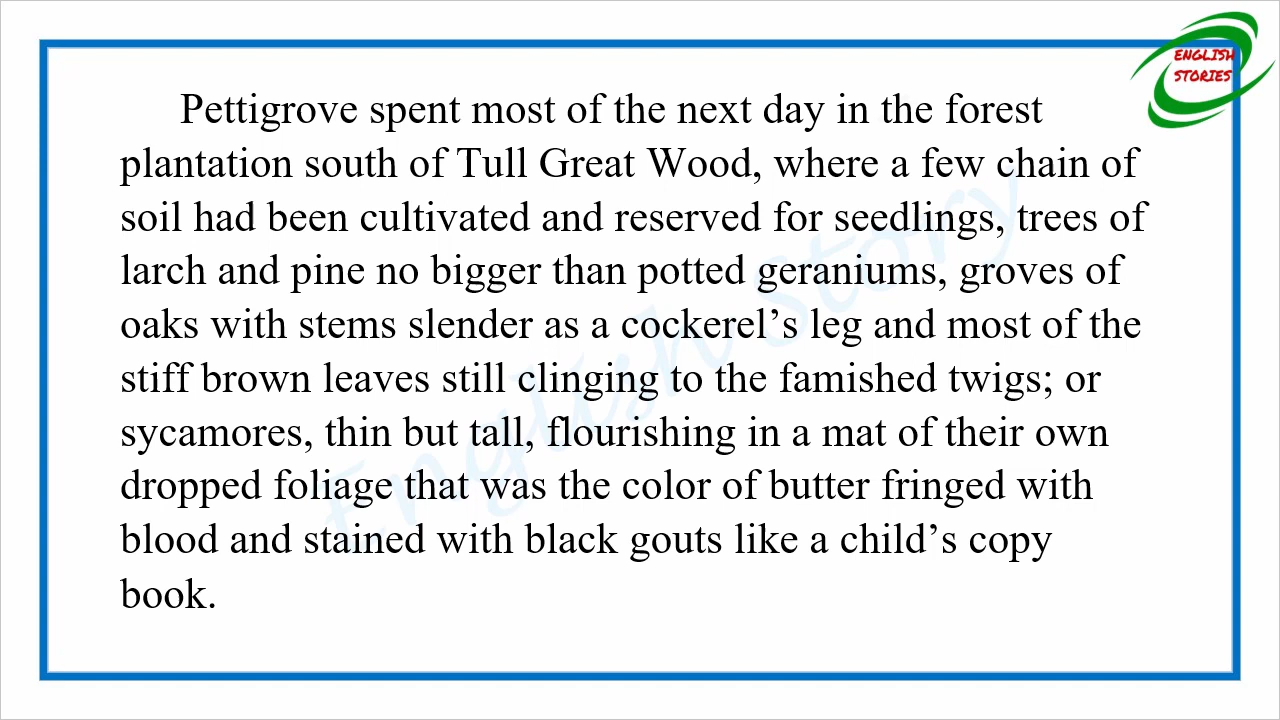 ENGLISH
STORIES
Pettigrove spent most of the next day in the forest
plantation south of Tull Great Wood, where a few chain of
soil had been cultivated and reserved for seedlings, trees of
larch and pine no bigger than potted geraniums, groves of
oaks with stems slender as a cockerel’s leg and most of the
stiff brown leaves still clinging to the famished twigs; or
sycamores, thin but tall, flourishing in a mat of their own
dropped foliage that was the color of butter fringed with
blood and stained with black gouts like a child’s copy
book.
English story